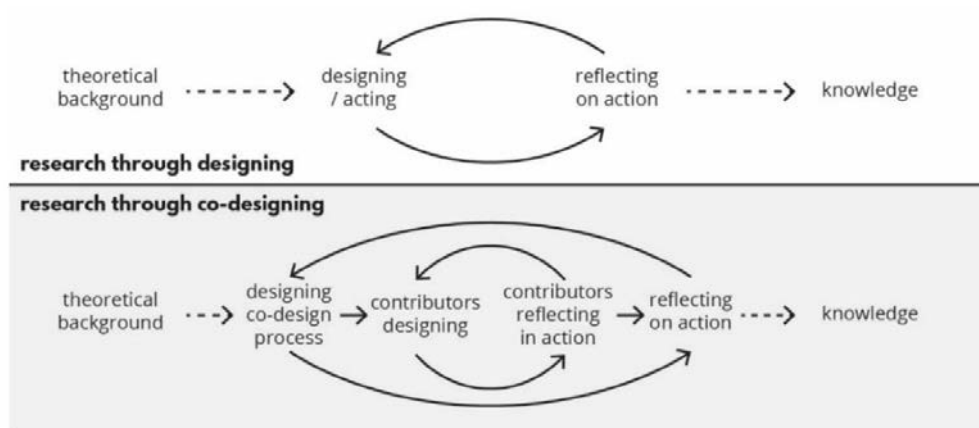 theoretical
background
designing
/ acting
reflecting
on action
knowledge
research through designing
research through co-designing
theoretical
background
designing
co-design
process
contributors
designing
contributors
reflecting
in action
reflecting
on action
knowledge